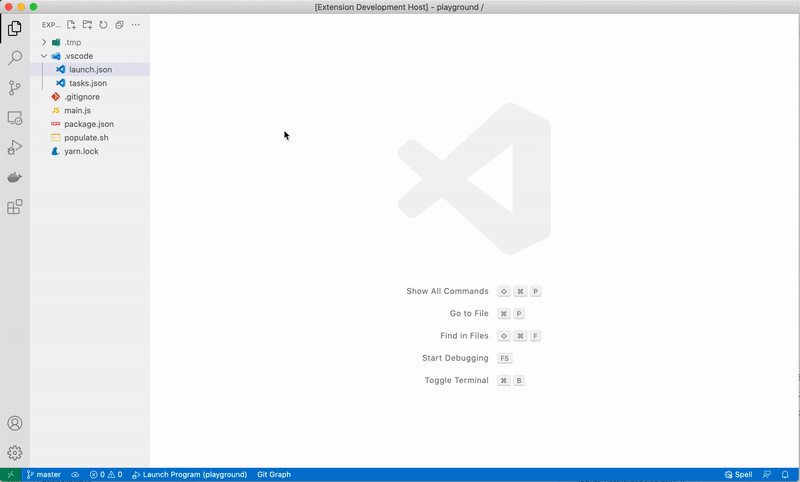 [Extension Development Host] - playground /
EXP...
.tmp
.vscode
launch.json
tasks.json
.gitignore
JS main.js
package.json
populate.sh
yarn.lock
Show All Commands ⇧ ⌘ P
Go to File ⌘ P
Find in Files ⇧ ⌘ F
Start Debugging F5
Toggle Terminal ⌘ B
master 0 0 Launch Program (playground) Git Graph Spell